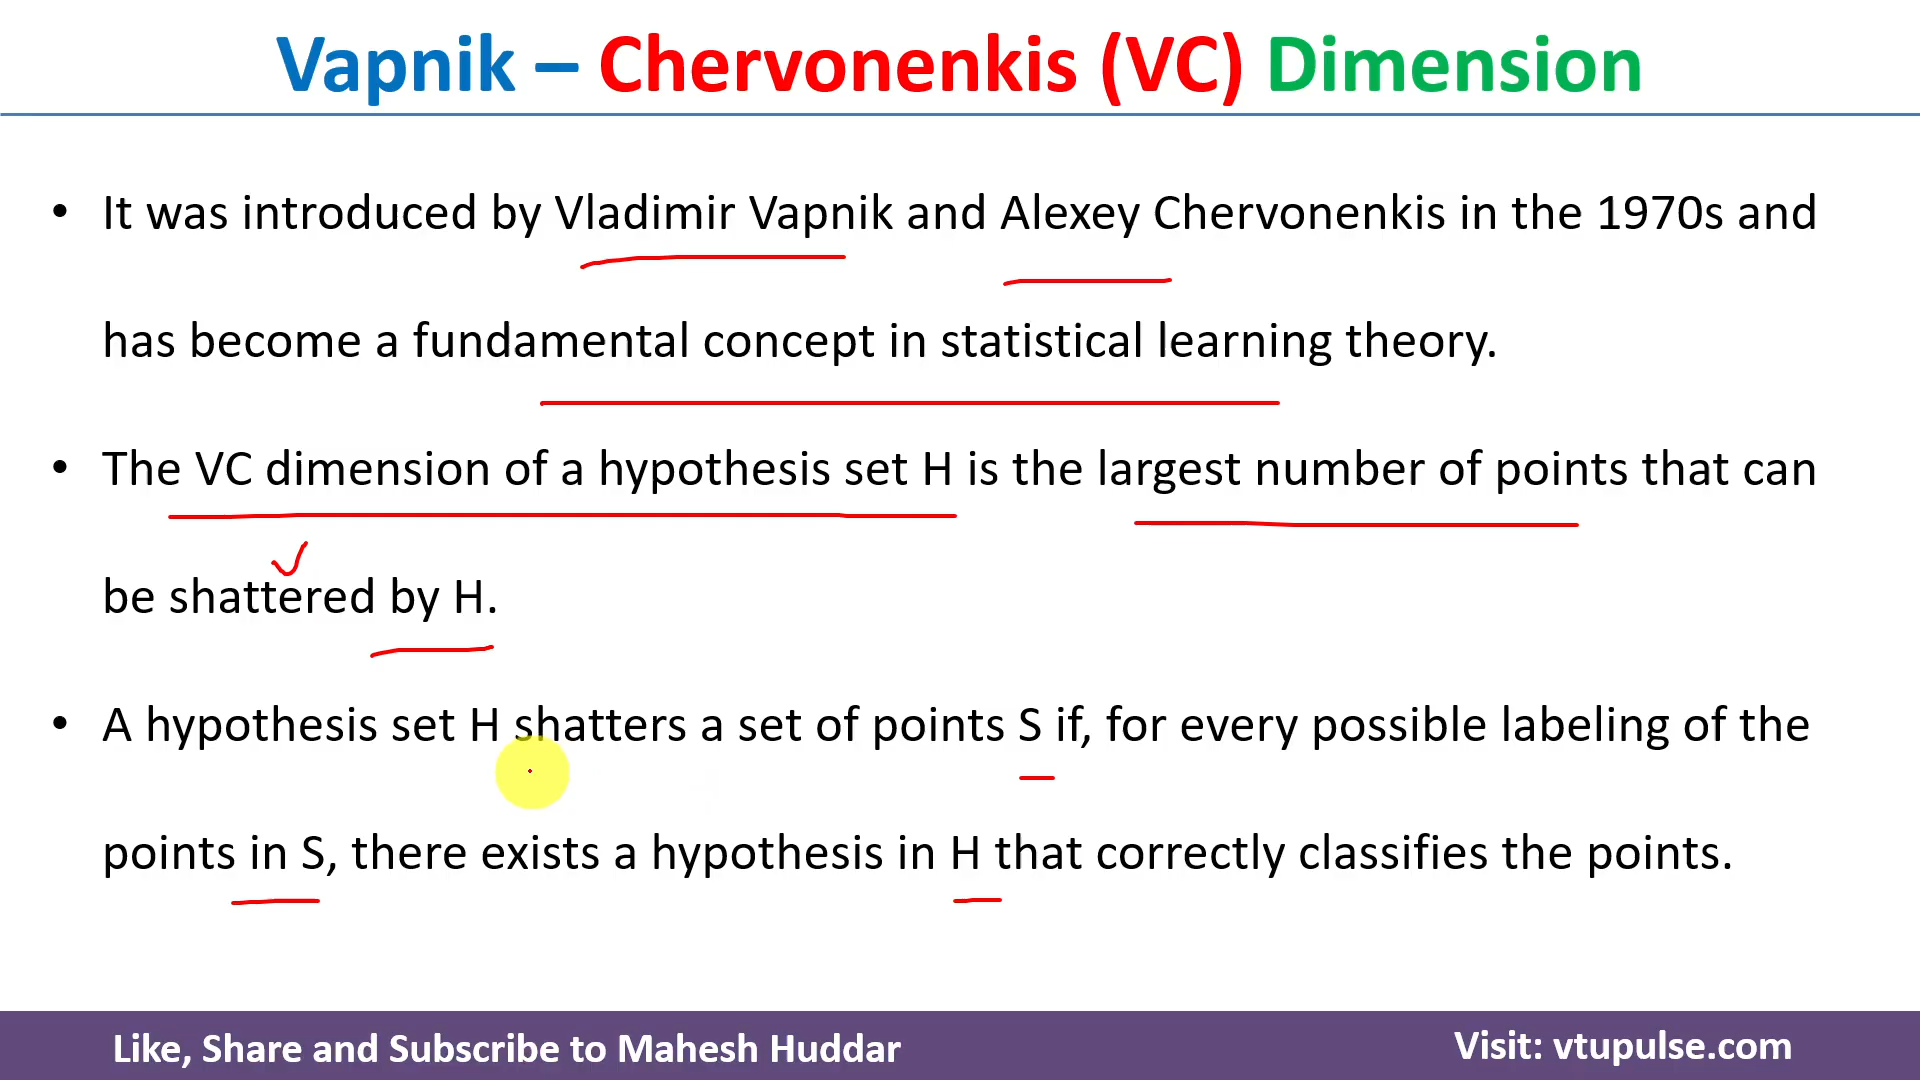 Vapnik – Chervonenkis (VC) Dimension
• It was introduced by Vladimir Vapnik and Alexey Chervonenkis in the 1970s and
has become a fundamental concept in statistical learning theory.
• The VC dimension of a hypothesis set H is the largest number of points that can
be shattered by H.
• A hypothesis set H shatters a set of points S if, for every possible labeling of the
points in S, there exists a hypothesis in H that correctly classifies the points.
Like, Share and Subscribe to Mahesh Huddar
Visit: vtupulse.com